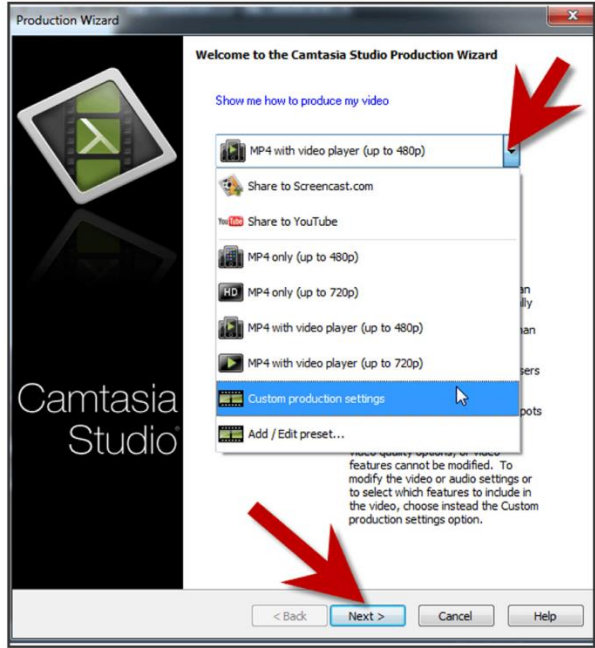 Production Wizard
Welcome to the Camtasia Studio Production Wizard
Show me how to produce my video
MP4 with video player (up to 480p)
Share to Screencast.com
You Tube Share to YouTube
MP4 only (up to 480p)
HD MP4 only (up to 720p)
MP4 with video player (up to 480p)
MP4 with video player (up to 720p)
Custom production settings
Add / Edit preset...
Camtasia
Studio
video quality options, or video
features cannot be modified. To
modify the video or audio settings or
to select which features to include in
the video, choose instead the Custom
production settings option.
< Back Next > Cancel Help